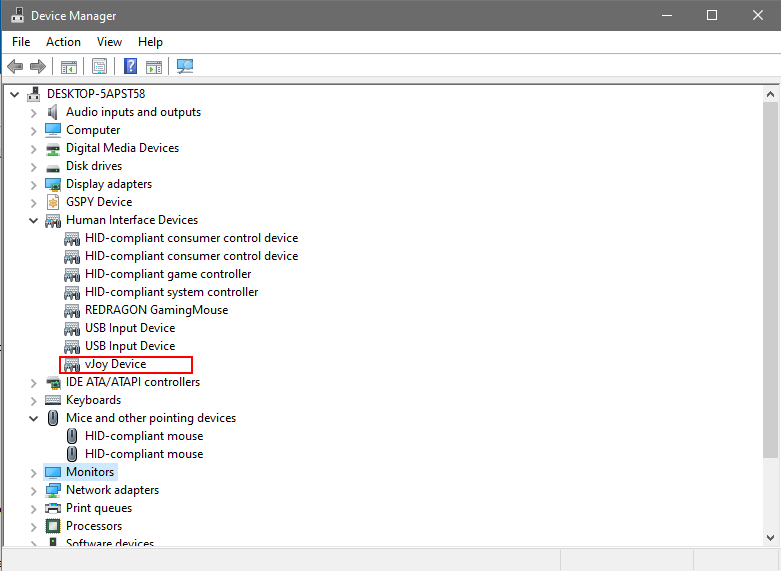 Device Manager
File Action View Help
DESKTOP-5APST58
Audio inputs and outputs
Computer
Digital Media Devices
Disk drives
Display adapters
GSPY Device
Human Interface Devices
HID-compliant consumer control device
HID-compliant consumer control device
HID-compliant game controller
HID-compliant system controller
REDRAGON GamingMouse
USB Input Device
USB Input Device
vJoy Device
IDE ATA/ATAPI controllers
Keyboards
Mice and other pointing devices
HID-compliant mouse
HID-compliant mouse
Monitors
Network adapters
Print queues
Processors
Software devices